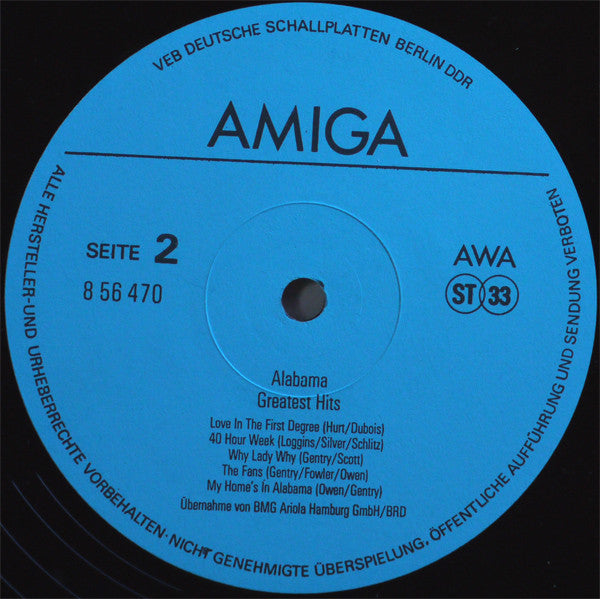 VEB DEUTSCHE SCHALLPLATTEN BERLIN DDR
AMIGA
SEITE 2
8 56 470
AWA
ST 33
Alabama
Greatest Hits
Love In The First Degree (Hurt/Dubois)
40 Hour Week (Loggins/Silver/Schlitz)
Why Lady Why (Gentry/Scott)
The Fans (Gentry/Fowler/Owen)
My Home's In Alabama (Owen/Gentry)
Übernahme von BMG Ariola Hamburg GmbH/BRD
ALLE HERSTELLER-UND URHEBERRECHTE VORBEHALTEN·NICHT GENEHMIGTE ÜBERSPIELUNG, ÖFFENTLICHE AUFFÜHRUNG UND SENDUNG VERBOTEN